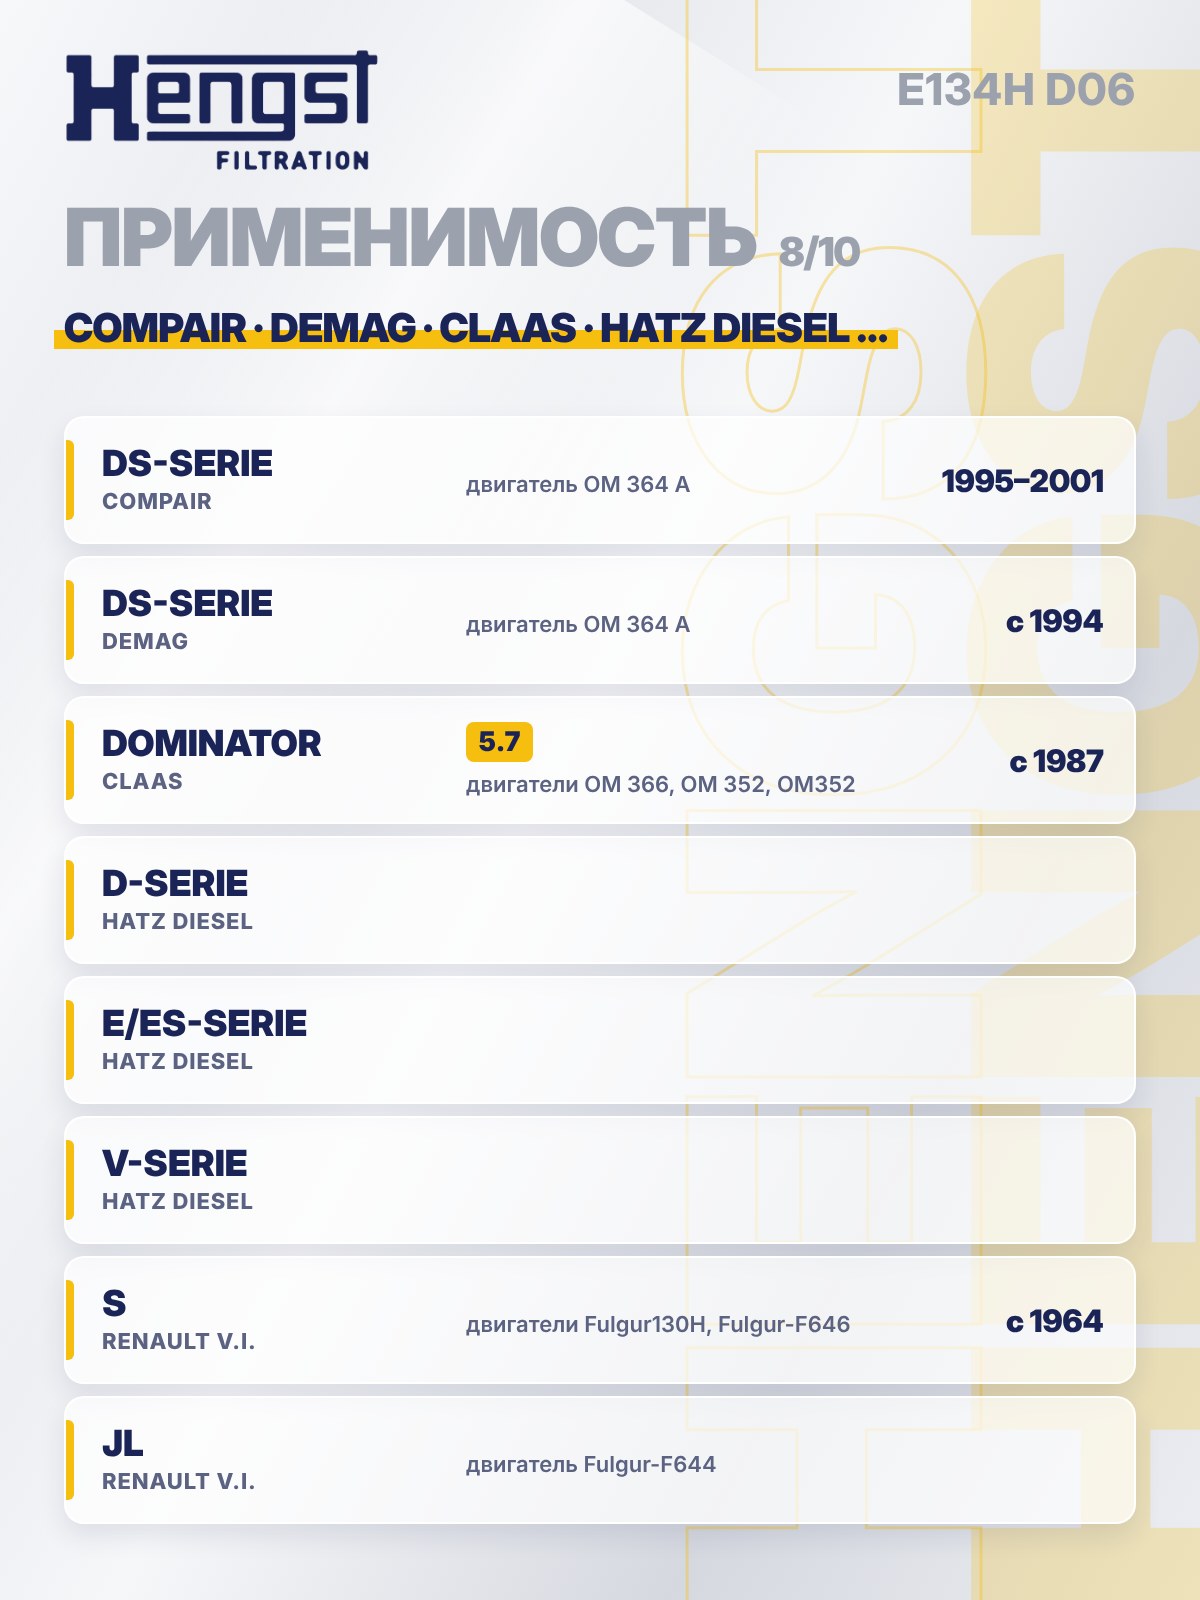 Hengst
FILTRATION
E134H D06
ПРИМЕНИМОСТЬ 8/10
COMPAIR · DEMAG · CLAAS · HATZ DIESEL ...
DS-SERIE
COMPAIR
двигатель OM 364 A
1995–2001
DS-SERIE
DEMAG
двигатель OM 364 A
с 1994
DOMINATOR
CLAAS
5.7
двигатели OM 366, OM 352, OM352
с 1987
D-SERIE
HATZ DIESEL
E/ES-SERIE
HATZ DIESEL
V-SERIE
HATZ DIESEL
S
RENAULT V.I.
двигатели Fulgur130H, Fulgur-F646
с 1964
JL
RENAULT V.I.
двигатель Fulgur-F644
HENGST
HENGST